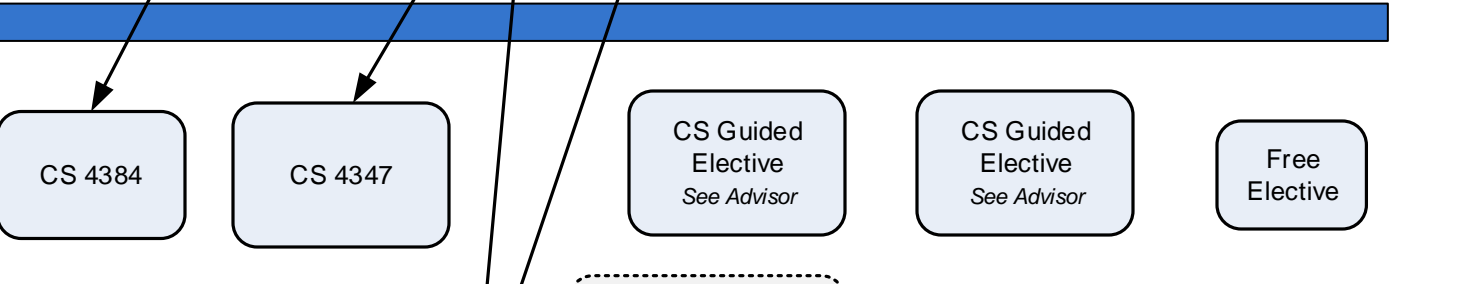 CS 4384
CS 4347
CS Guided
Elective
See Advisor
CS Guided
Elective
See Advisor
Free
Elective